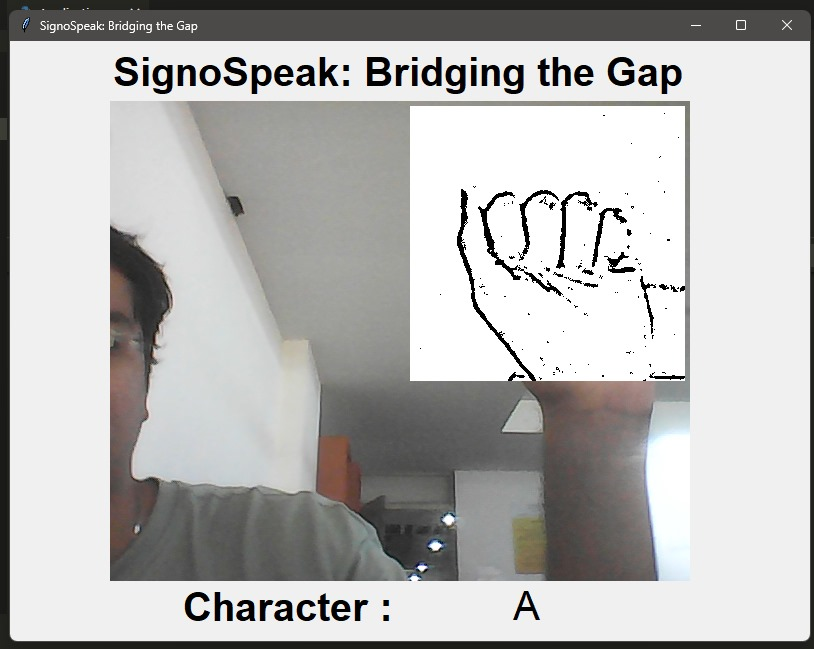 SignoSpeak: Bridging the Gap
SignoSpeak: Bridging the Gap
Character : A